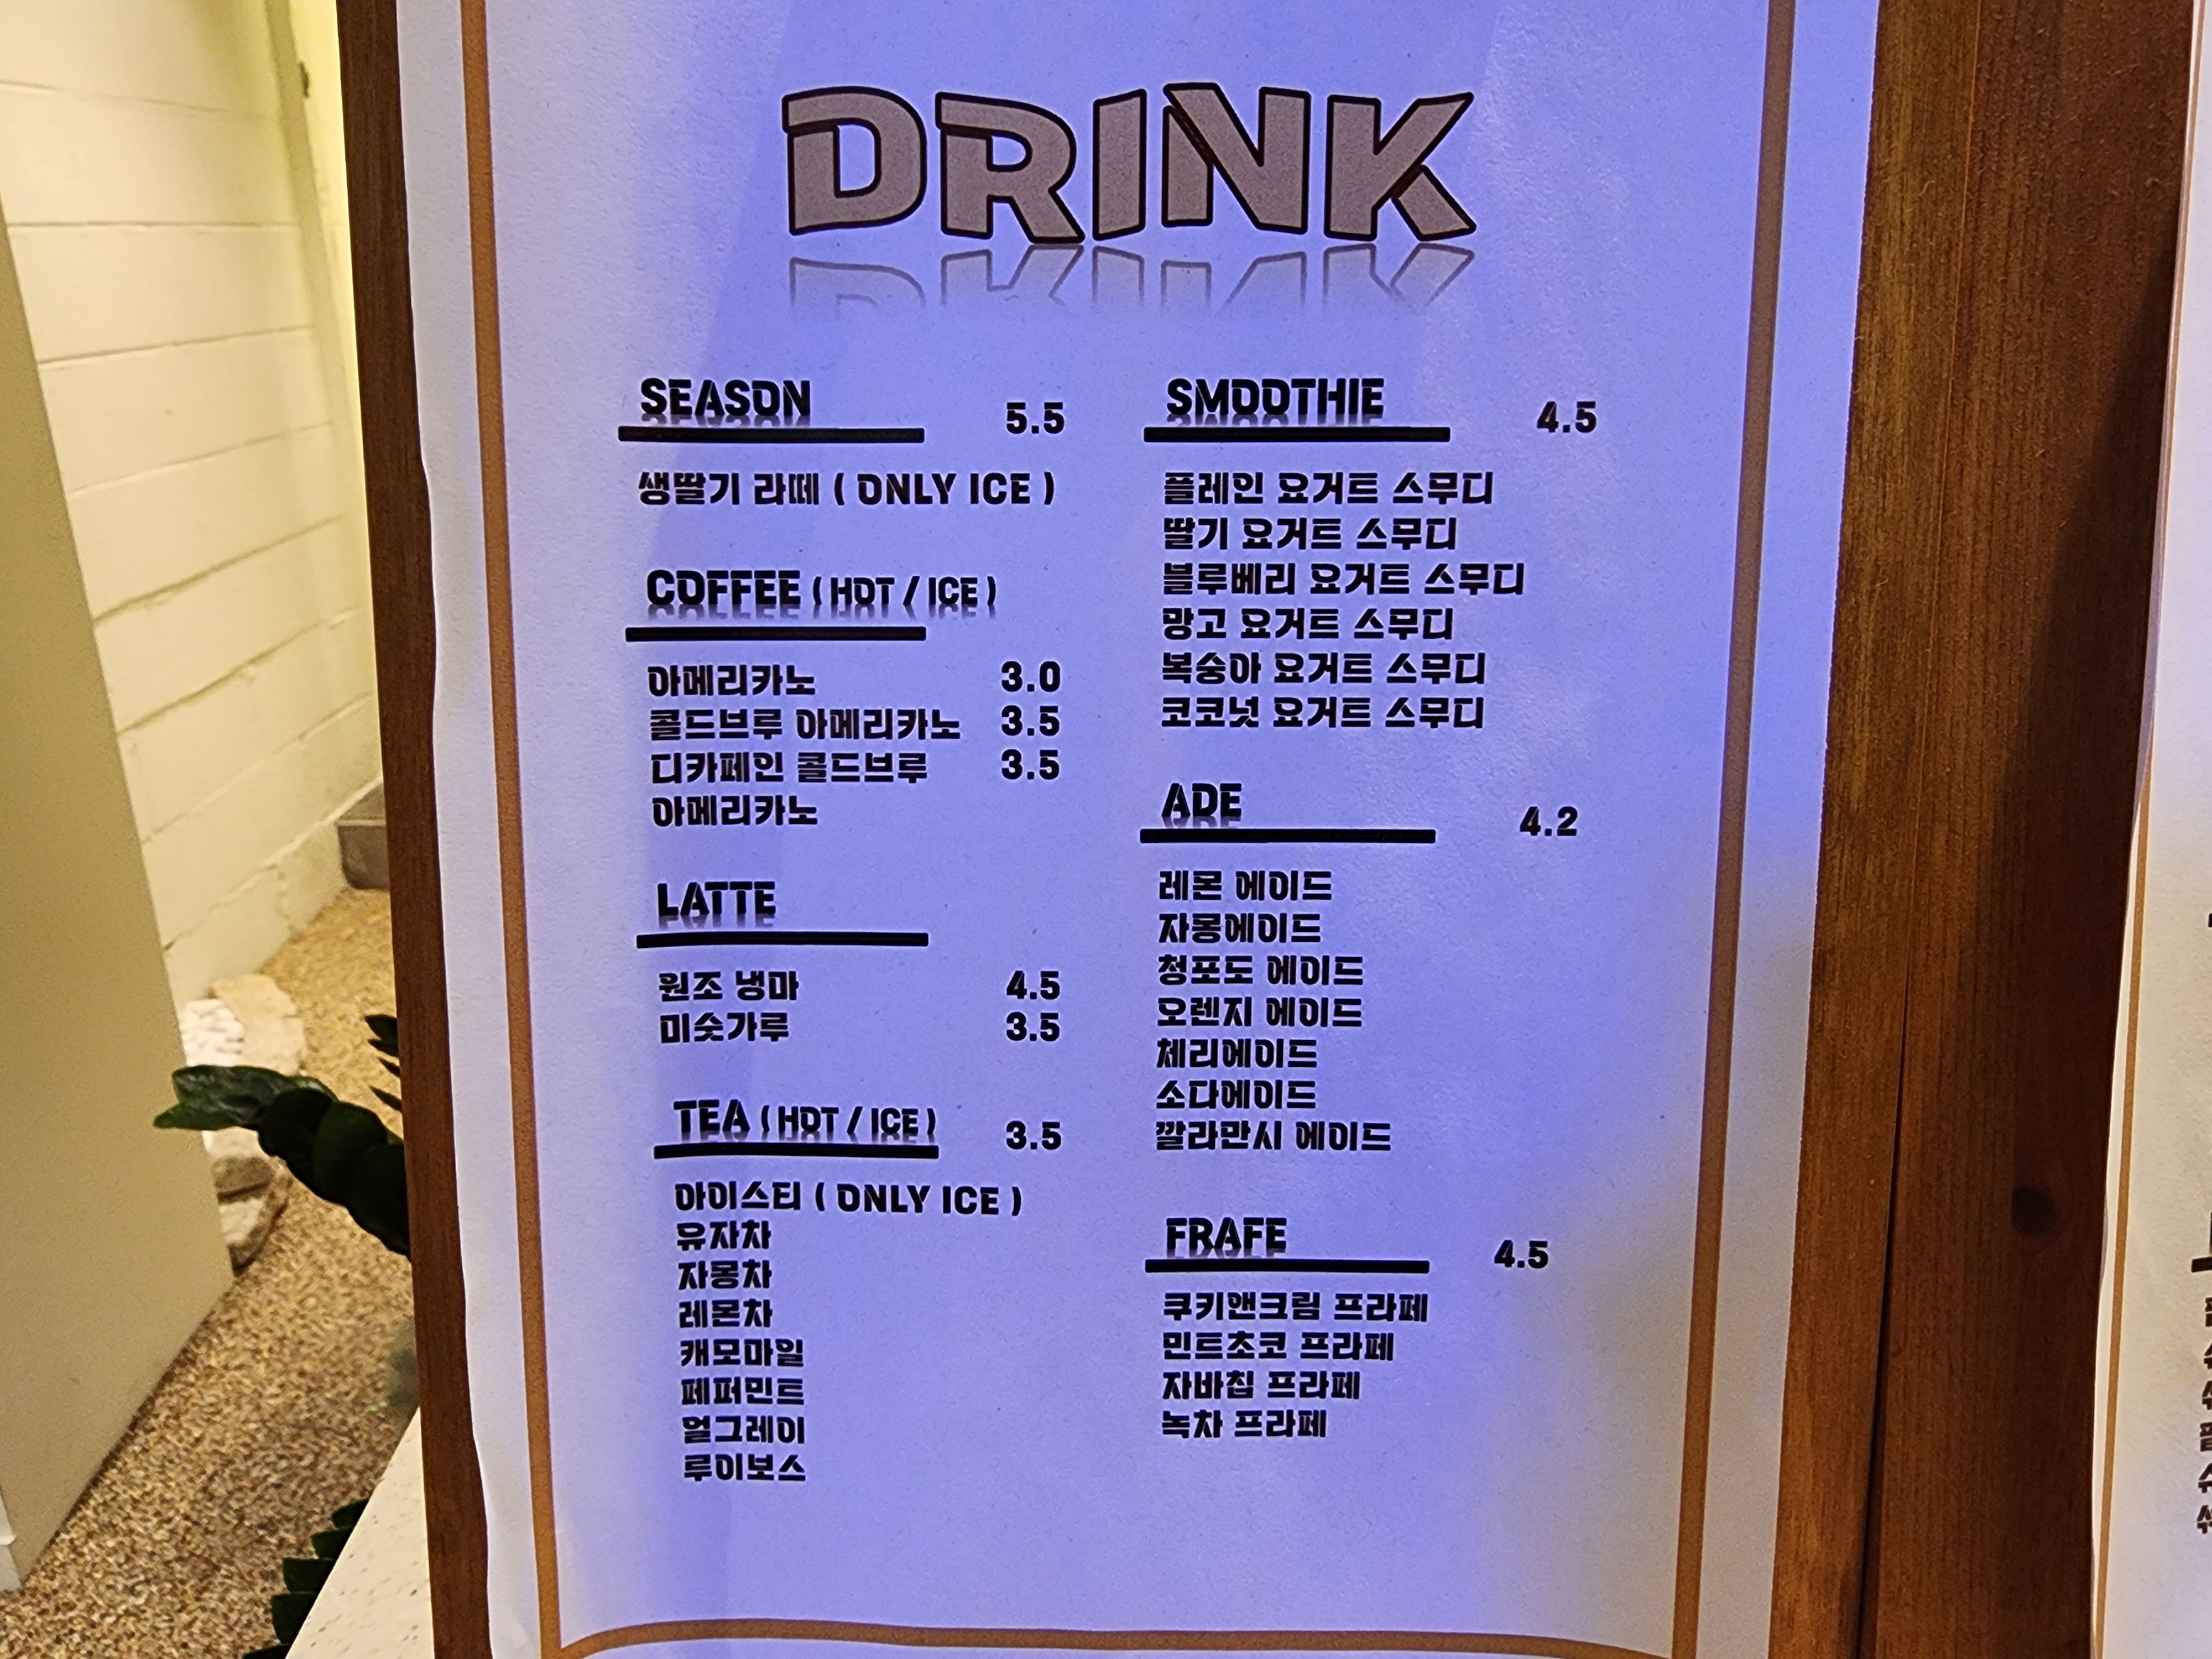 DRINK
SEASON 5.5
생딸기 라떼 ( ONLY ICE )
COFFEE ( HOT / ICE )
아메리카노 3.0
콜드브루 아메리카노 3.5
디카페인 콜드브루 3.5
아메리카노
LATTE
원조 냉마 4.5
미숫가루 3.5
TEA ( HOT / ICE ) 3.5
아이스티 ( ONLY ICE )
유자차
자몽차
레몬차
캐모마일
페퍼민트
얼그레이
루이보스
SMOOTHIE 4.5
플레인 요거트 스무디
딸기 요거트 스무디
블루베리 요거트 스무디
망고 요거트 스무디
복숭아 요거트 스무디
코코넛 요거트 스무디
ADE 4.2
레몬 에이드
자몽에이드
청포도 에이드
오렌지 에이드
체리에이드
소다에이드
깔라만시 에이드
FRAFE 4.5
쿠키앤크림 프라페
민트초코 프라페
자바칩 프라페
녹차 프라페